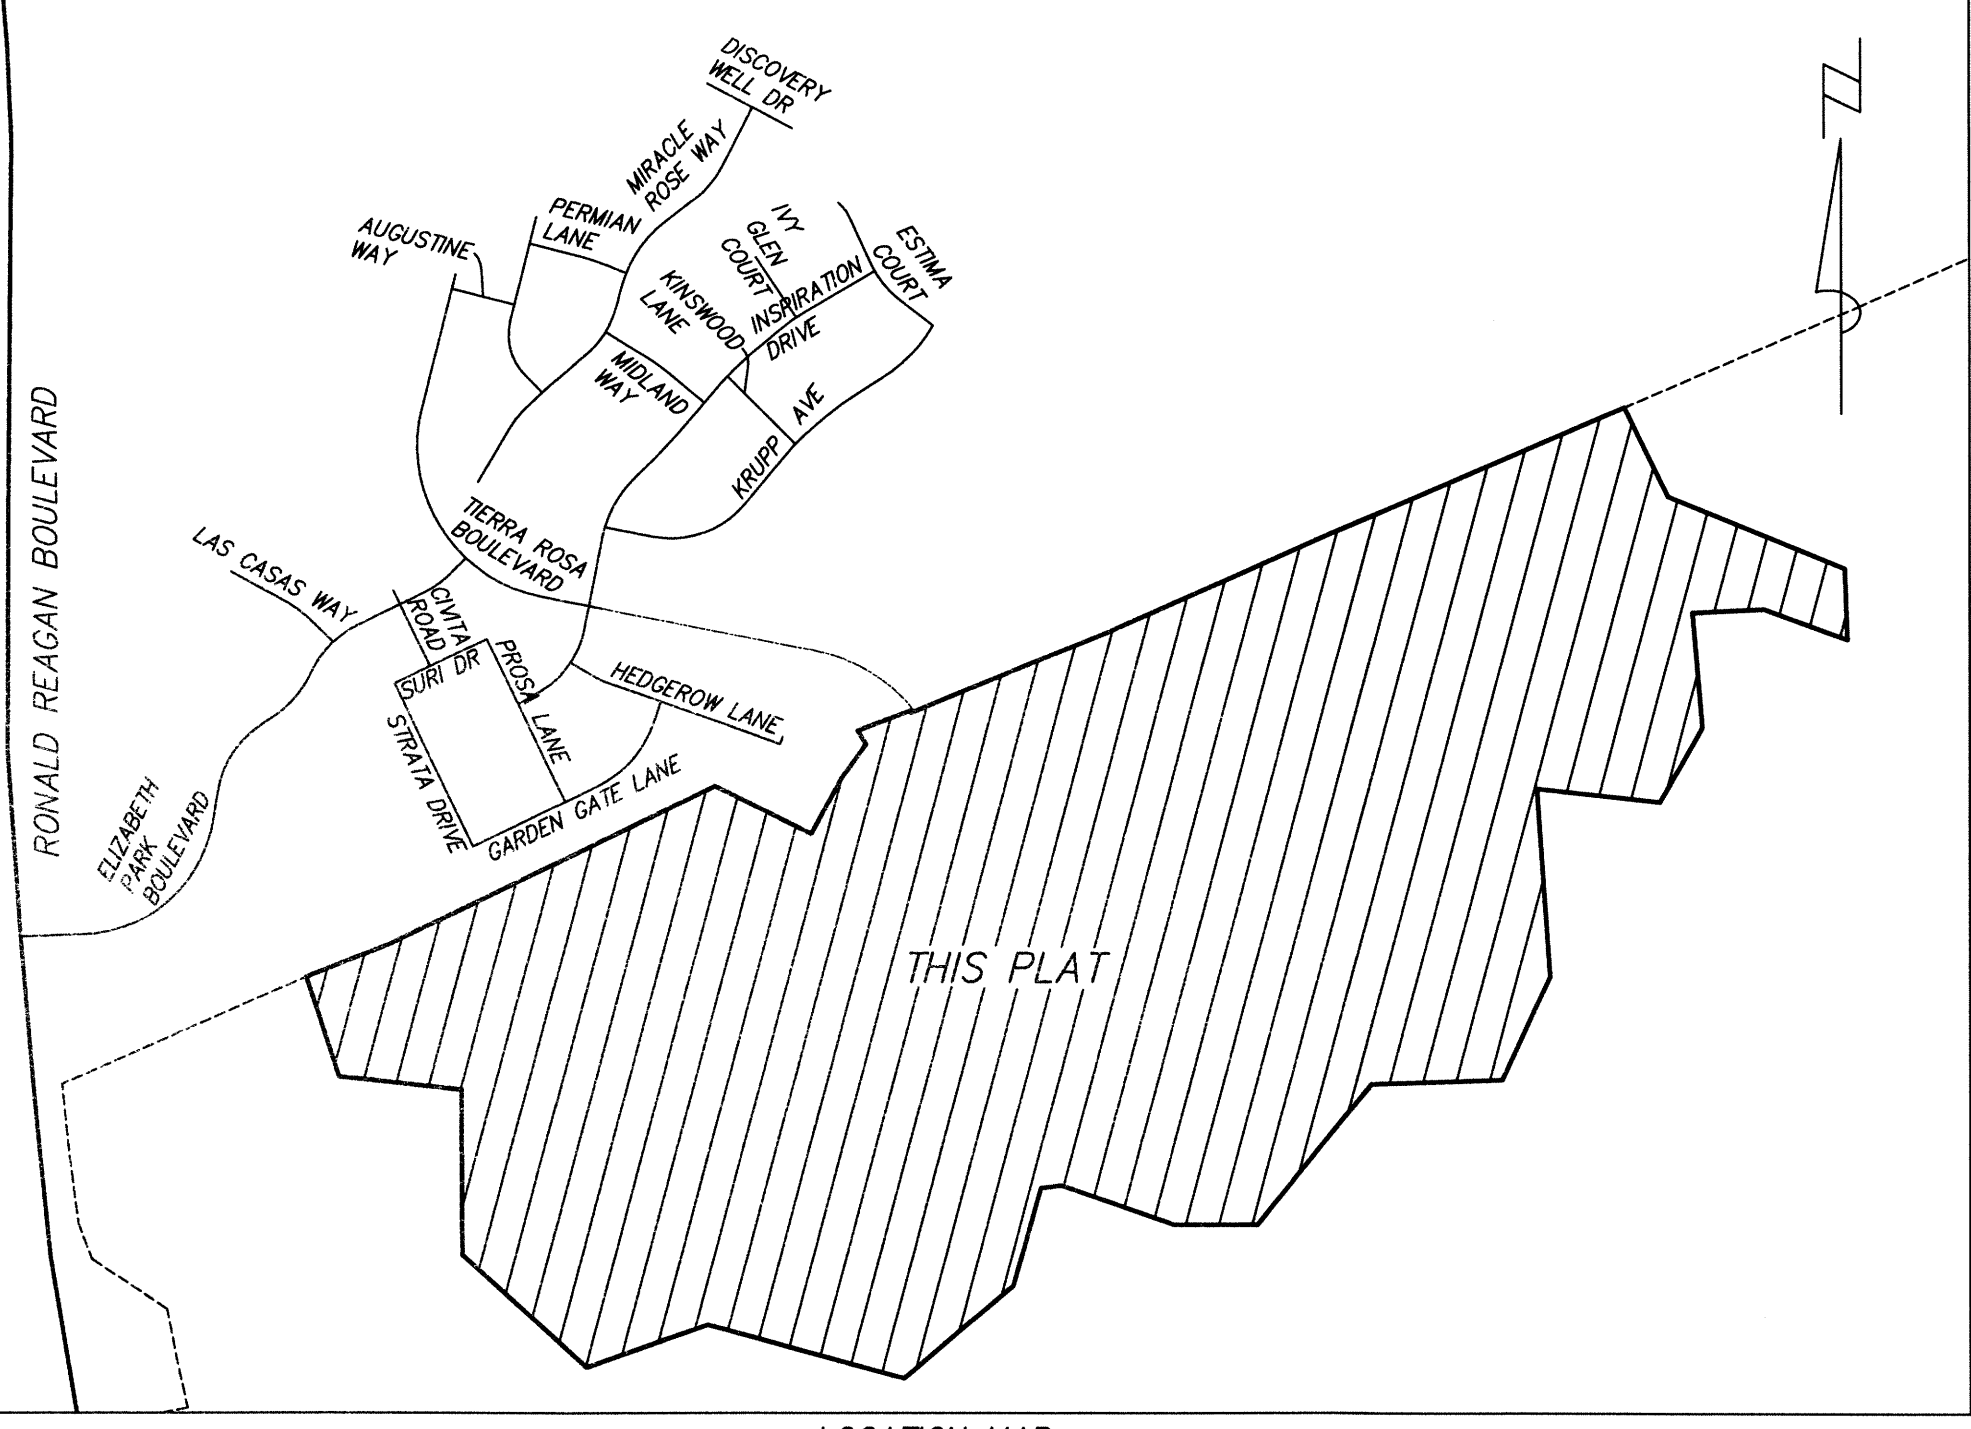 DISCOVERY
WELL DR
MIRACLE
ROSE WAY
PERMIAN
LANE
AUGUSTINE
WAY
IVY
GLEN
COURT
ESTIMA
COURT
KINSWOOD
LANE
INSPIRATION
DRIVE
MIDLAND
WAY
KRUPP AVE
TIERRA ROSA
BOULEVARD
LAS CASAS WAY
CIVITA
ROAD
SURI DR
PROSA LANE
HEDGEROW LANE
STRATA DRIVE
GARDEN GATE LANE
ELIZABETH
PARK
BOULEVARD
RONALD REAGAN BOULEVARD
N
THIS PLAT
LOCATION MAP